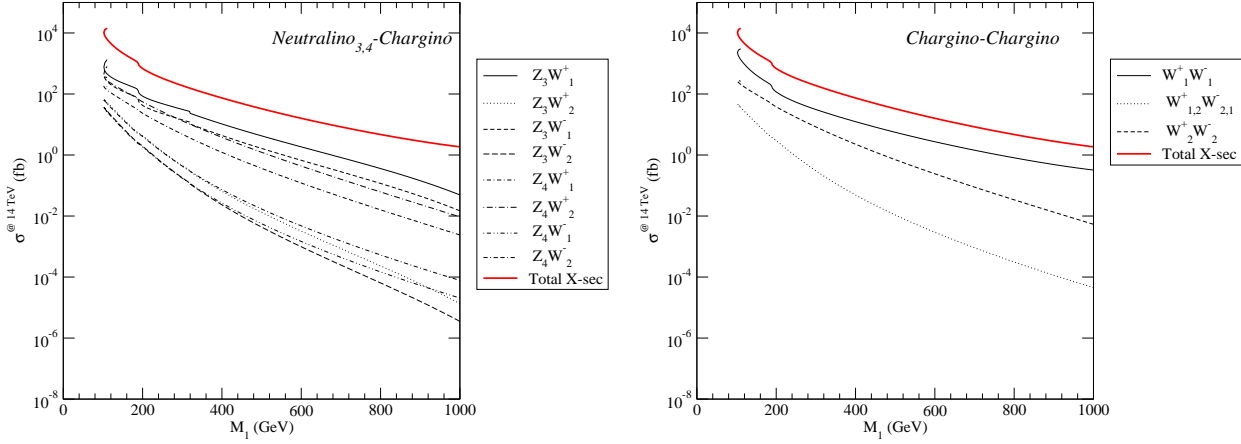 Neutralino3,4-Chargino
σ@ 14 TeV (fb)
10^4
10^2
10^0
10^-2
10^-4
10^-6
10^-8
0 200 400 600 800 1000
M1 (GeV)
Z3W+1
Z3W+2
Z3W-1
Z3W-2
Z4W+1
Z4W+2
Z4W-1
Z4W-2
Total X-sec
Chargino-Chargino
σ@ 14 TeV (fb)
10^4
10^2
10^0
10^-2
10^-4
10^-6
10^-8
0 200 400 600 800 1000
M1 (GeV)
W+1W-1
W+1,2W-2,1
W+2W-2
Total X-sec